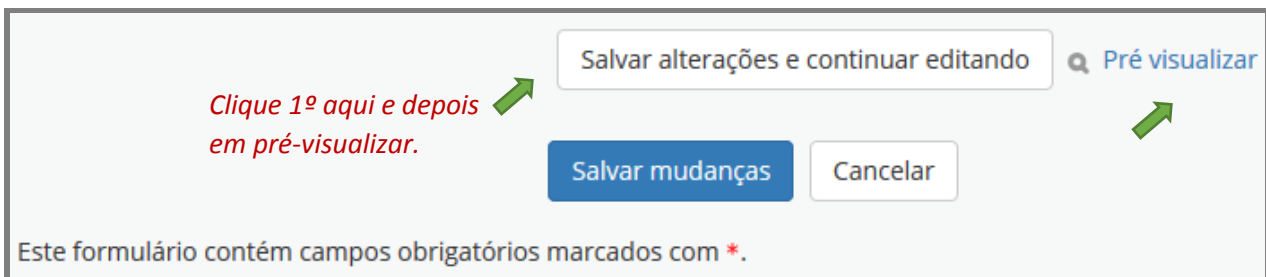 Salvar alterações e continuar editando Pré visualizar
Clique 1º aqui e depois
em pré-visualizar.
Salvar mudanças Cancelar
Este formulário contém campos obrigatórios marcados com *.